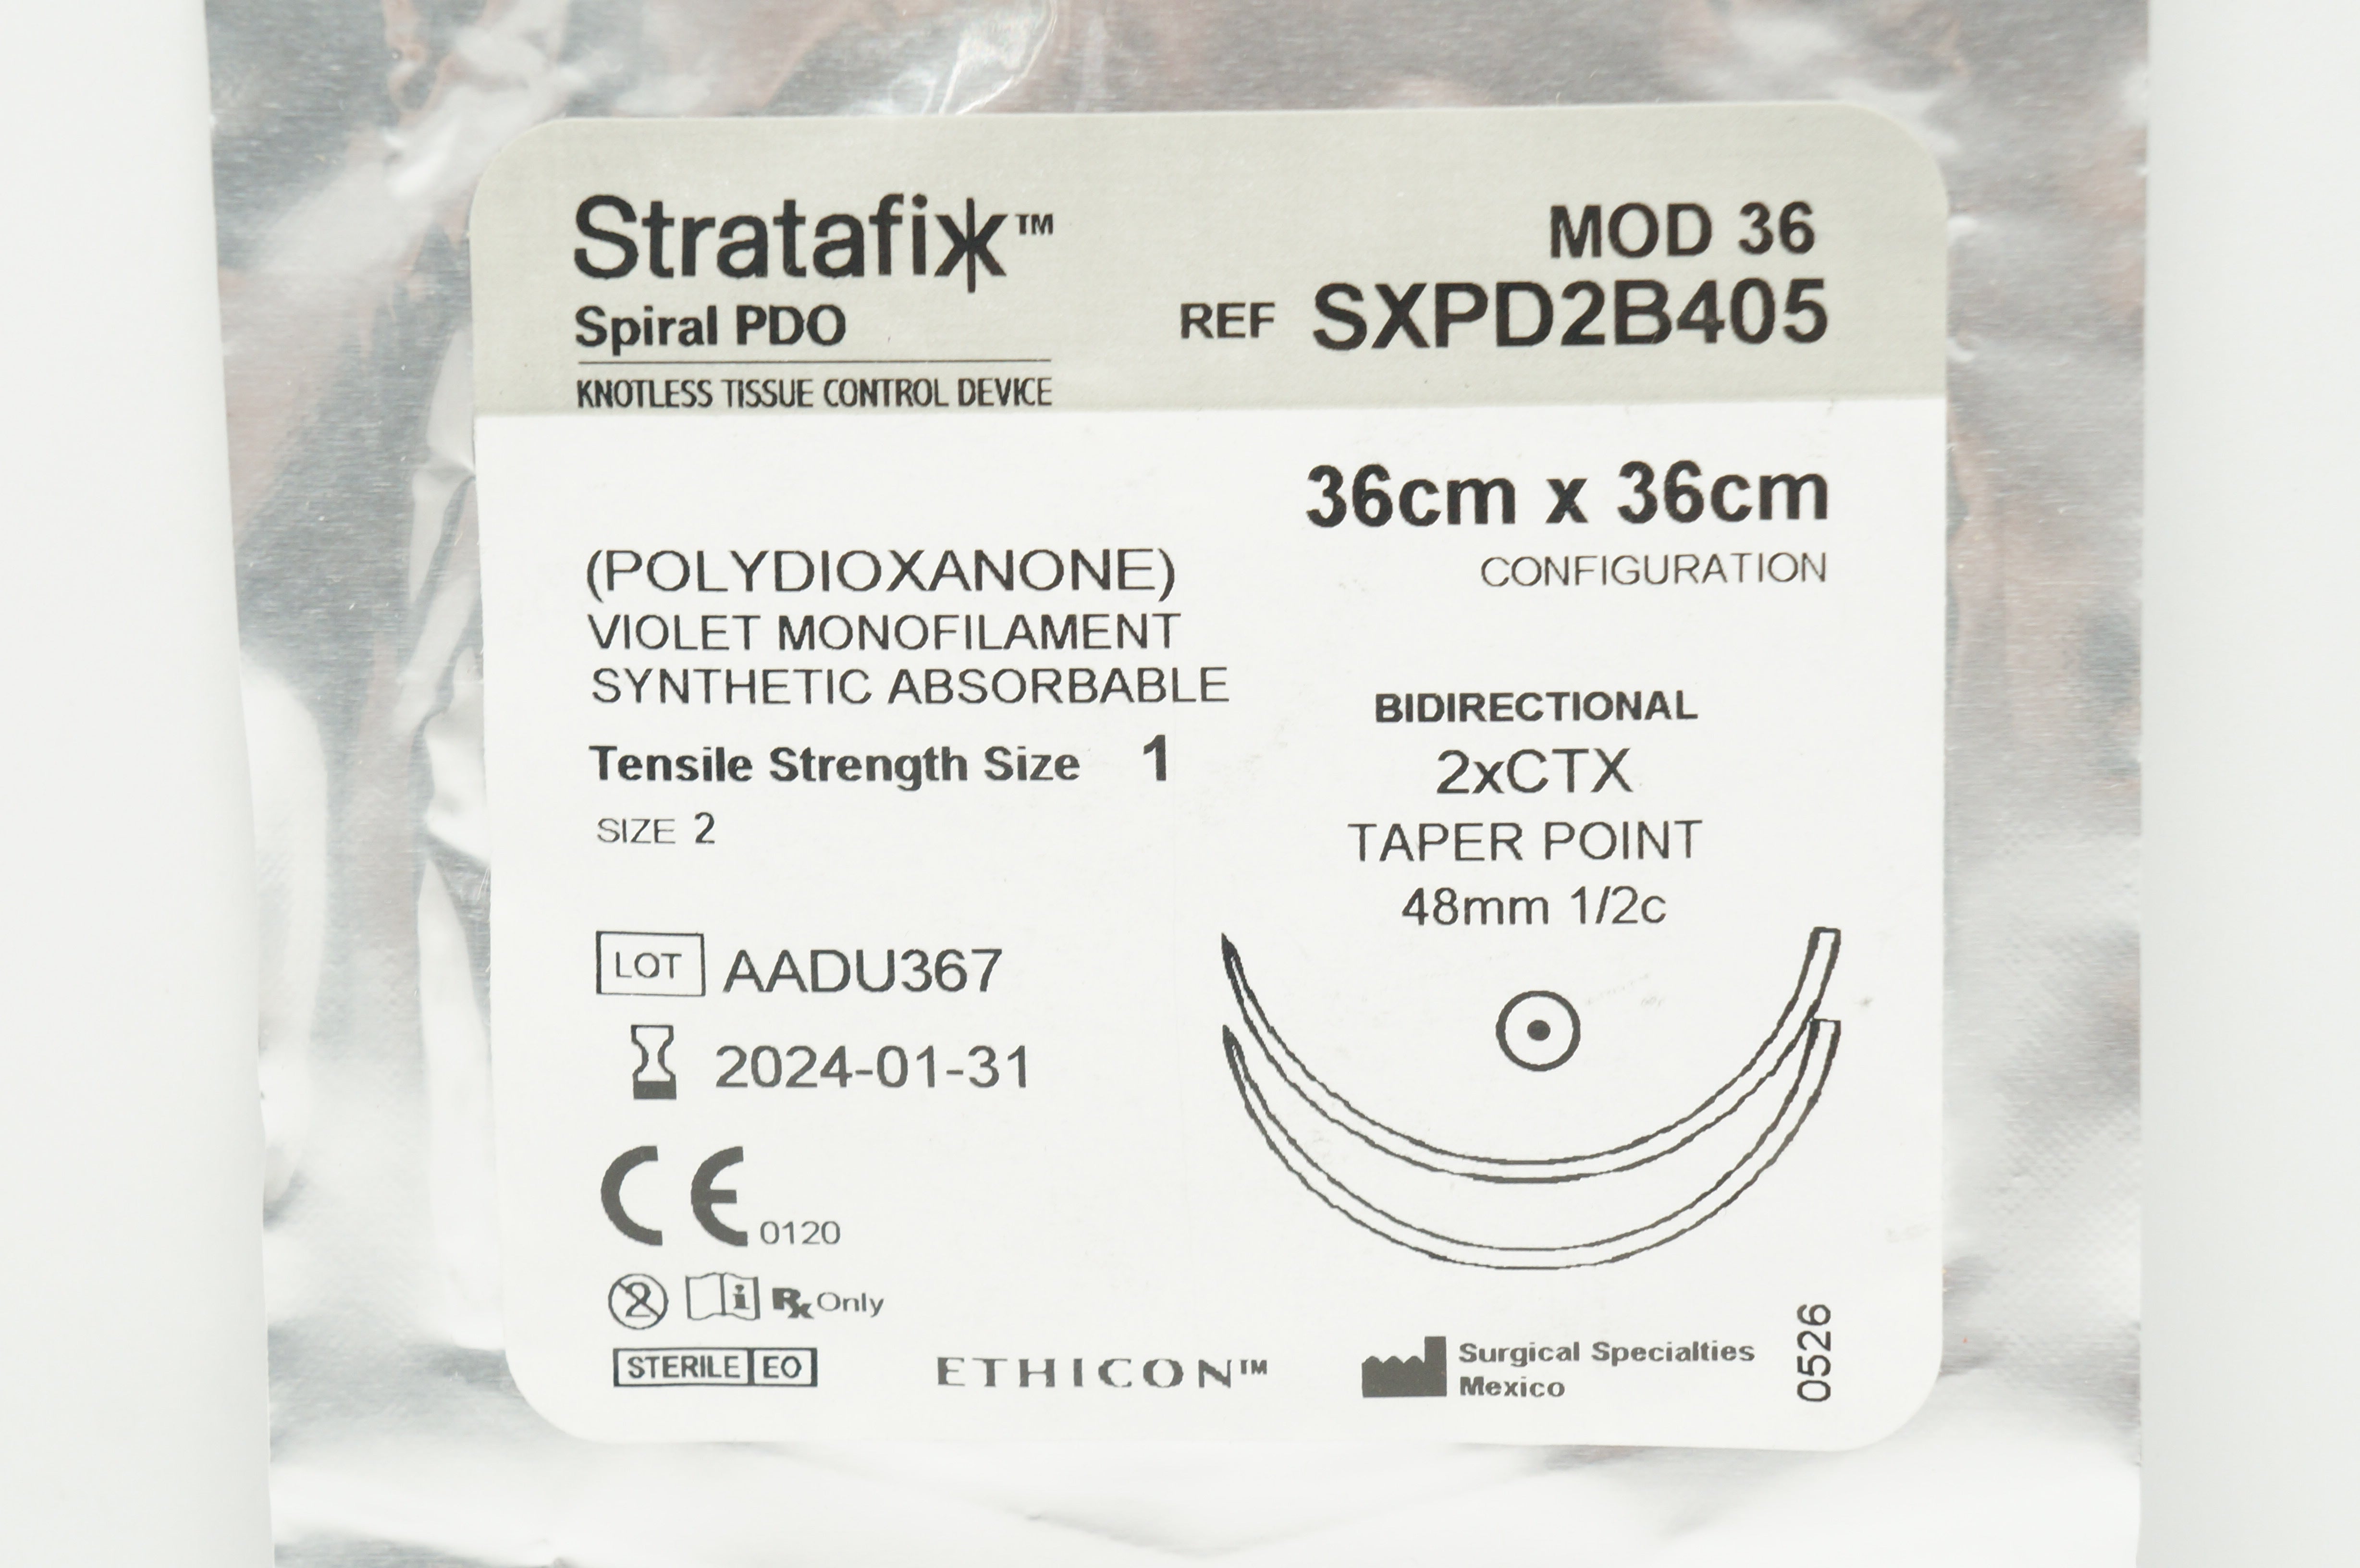 Stratafix™
Spiral PDO
KNOTLESS TISSUE CONTROL DEVICE
MOD 36
REF SXPD2B405
36cm x 36cm
CONFIGURATION
(POLYDIOXANONE)
VIOLET MONOFILAMENT
SYNTHETIC ABSORBABLE
Tensile Strength Size 1
SIZE 2
BIDIRECTIONAL
2xCTX
TAPER POINT
48mm 1/2c
LOT AADU367
2024-01-31
CE 0120
2 i Rx Only
STERILE EO
ETHICON™
Surgical Specialties
Mexico
0526